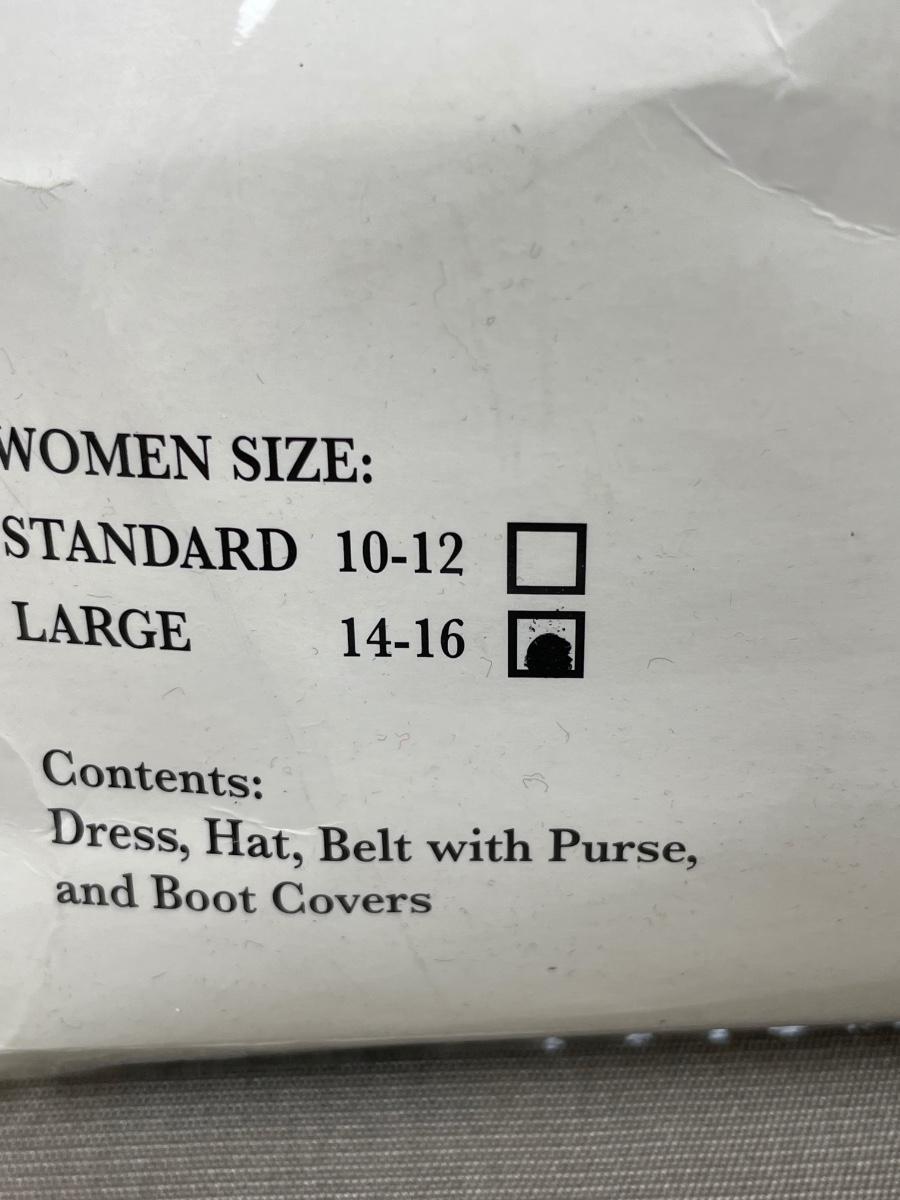 WOMEN SIZE:
STANDARD 10-12
LARGE 14-16
Contents:
Dress, Hat, Belt with Purse,
and Boot Covers